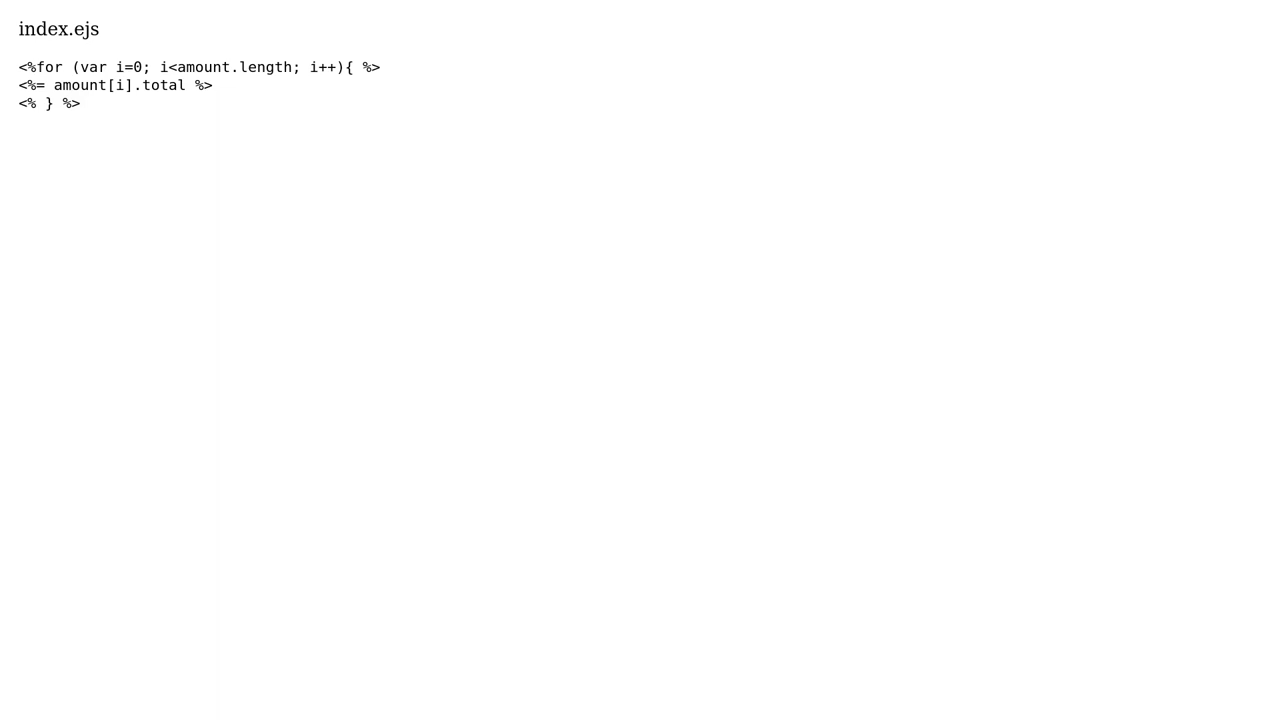 index.ejs
<%for (var i=0; i<amount.length; i++){ %>
<%= amount[i].total %>
<% } %>